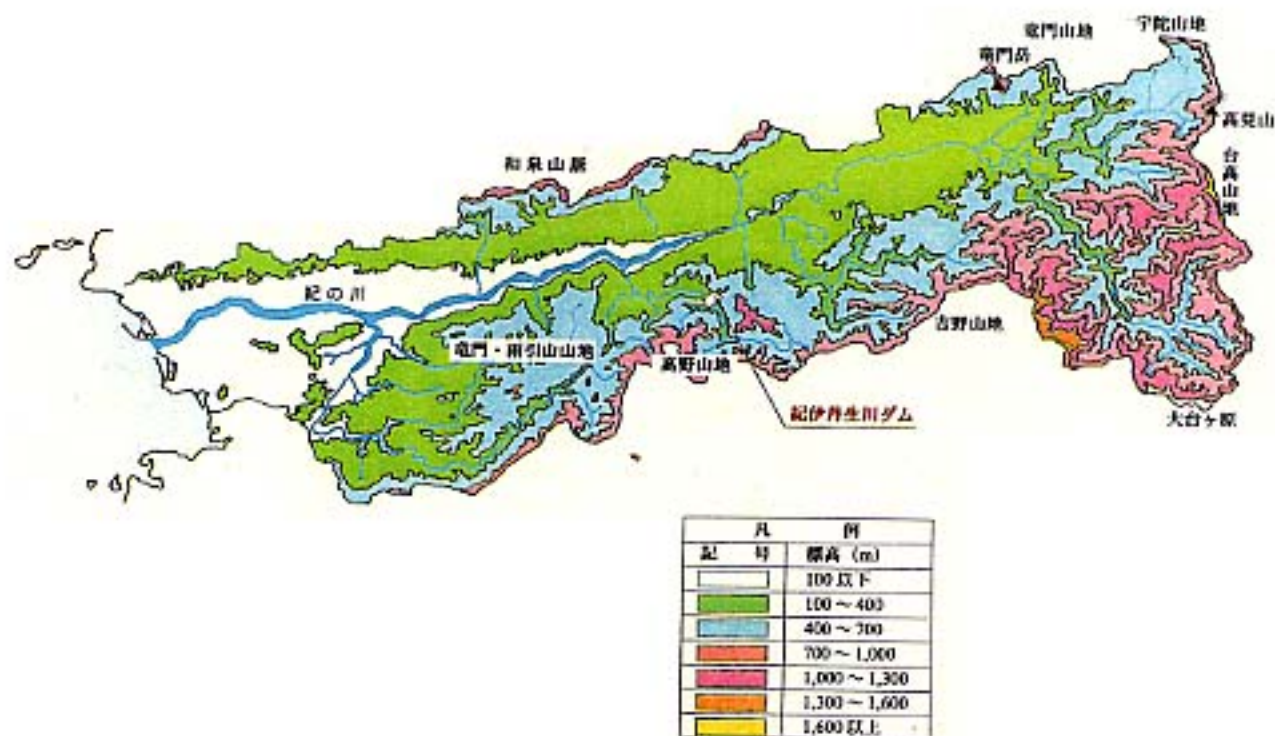 宇陀山地
竜門山地
竜門岳
高見山
和泉山脈
台高山地
紀の川
吉野山地
竜門・雨引山山地
高野山地
紀伊丹生川ダム
大台ヶ原
凡 例
記 号 標高 (m)
100以下
100～400
400～700
700～1,000
1,000～1,300
1,300～1,600
1,600以上